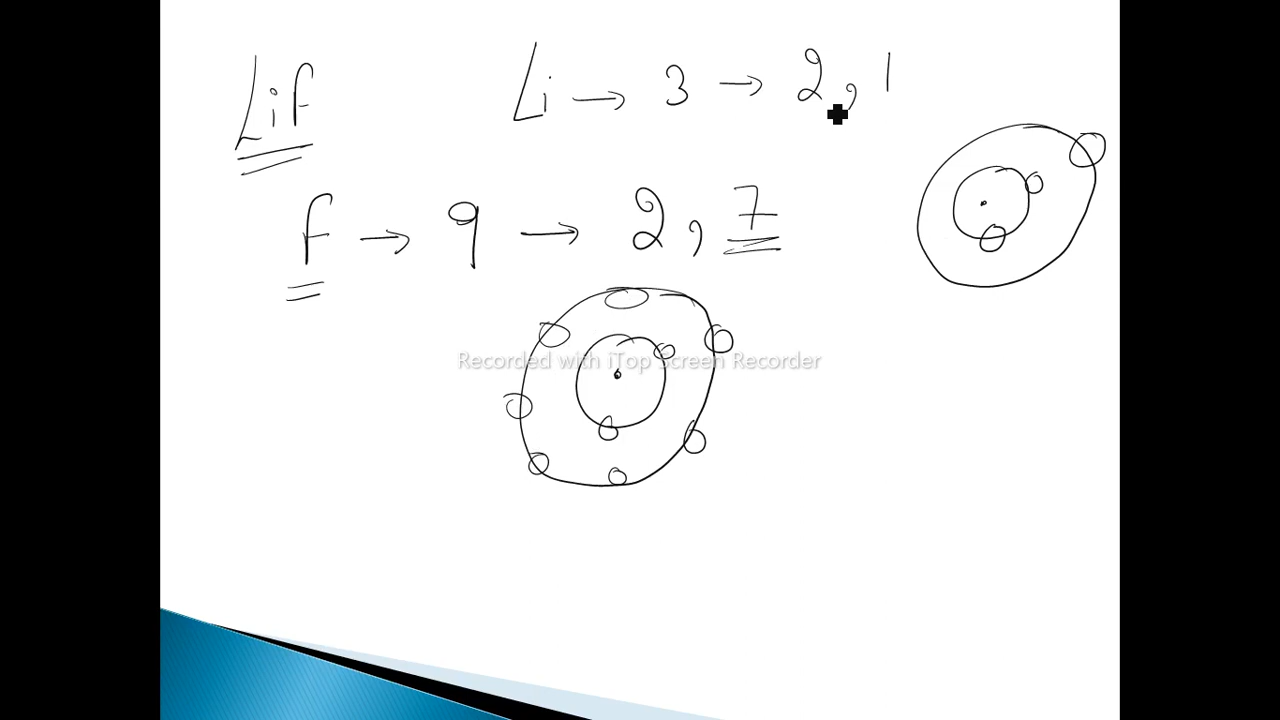 Lif
Li → 3 → 2, 1
f → 9 → 2, 7
Recorded with iTop Screen Recorder